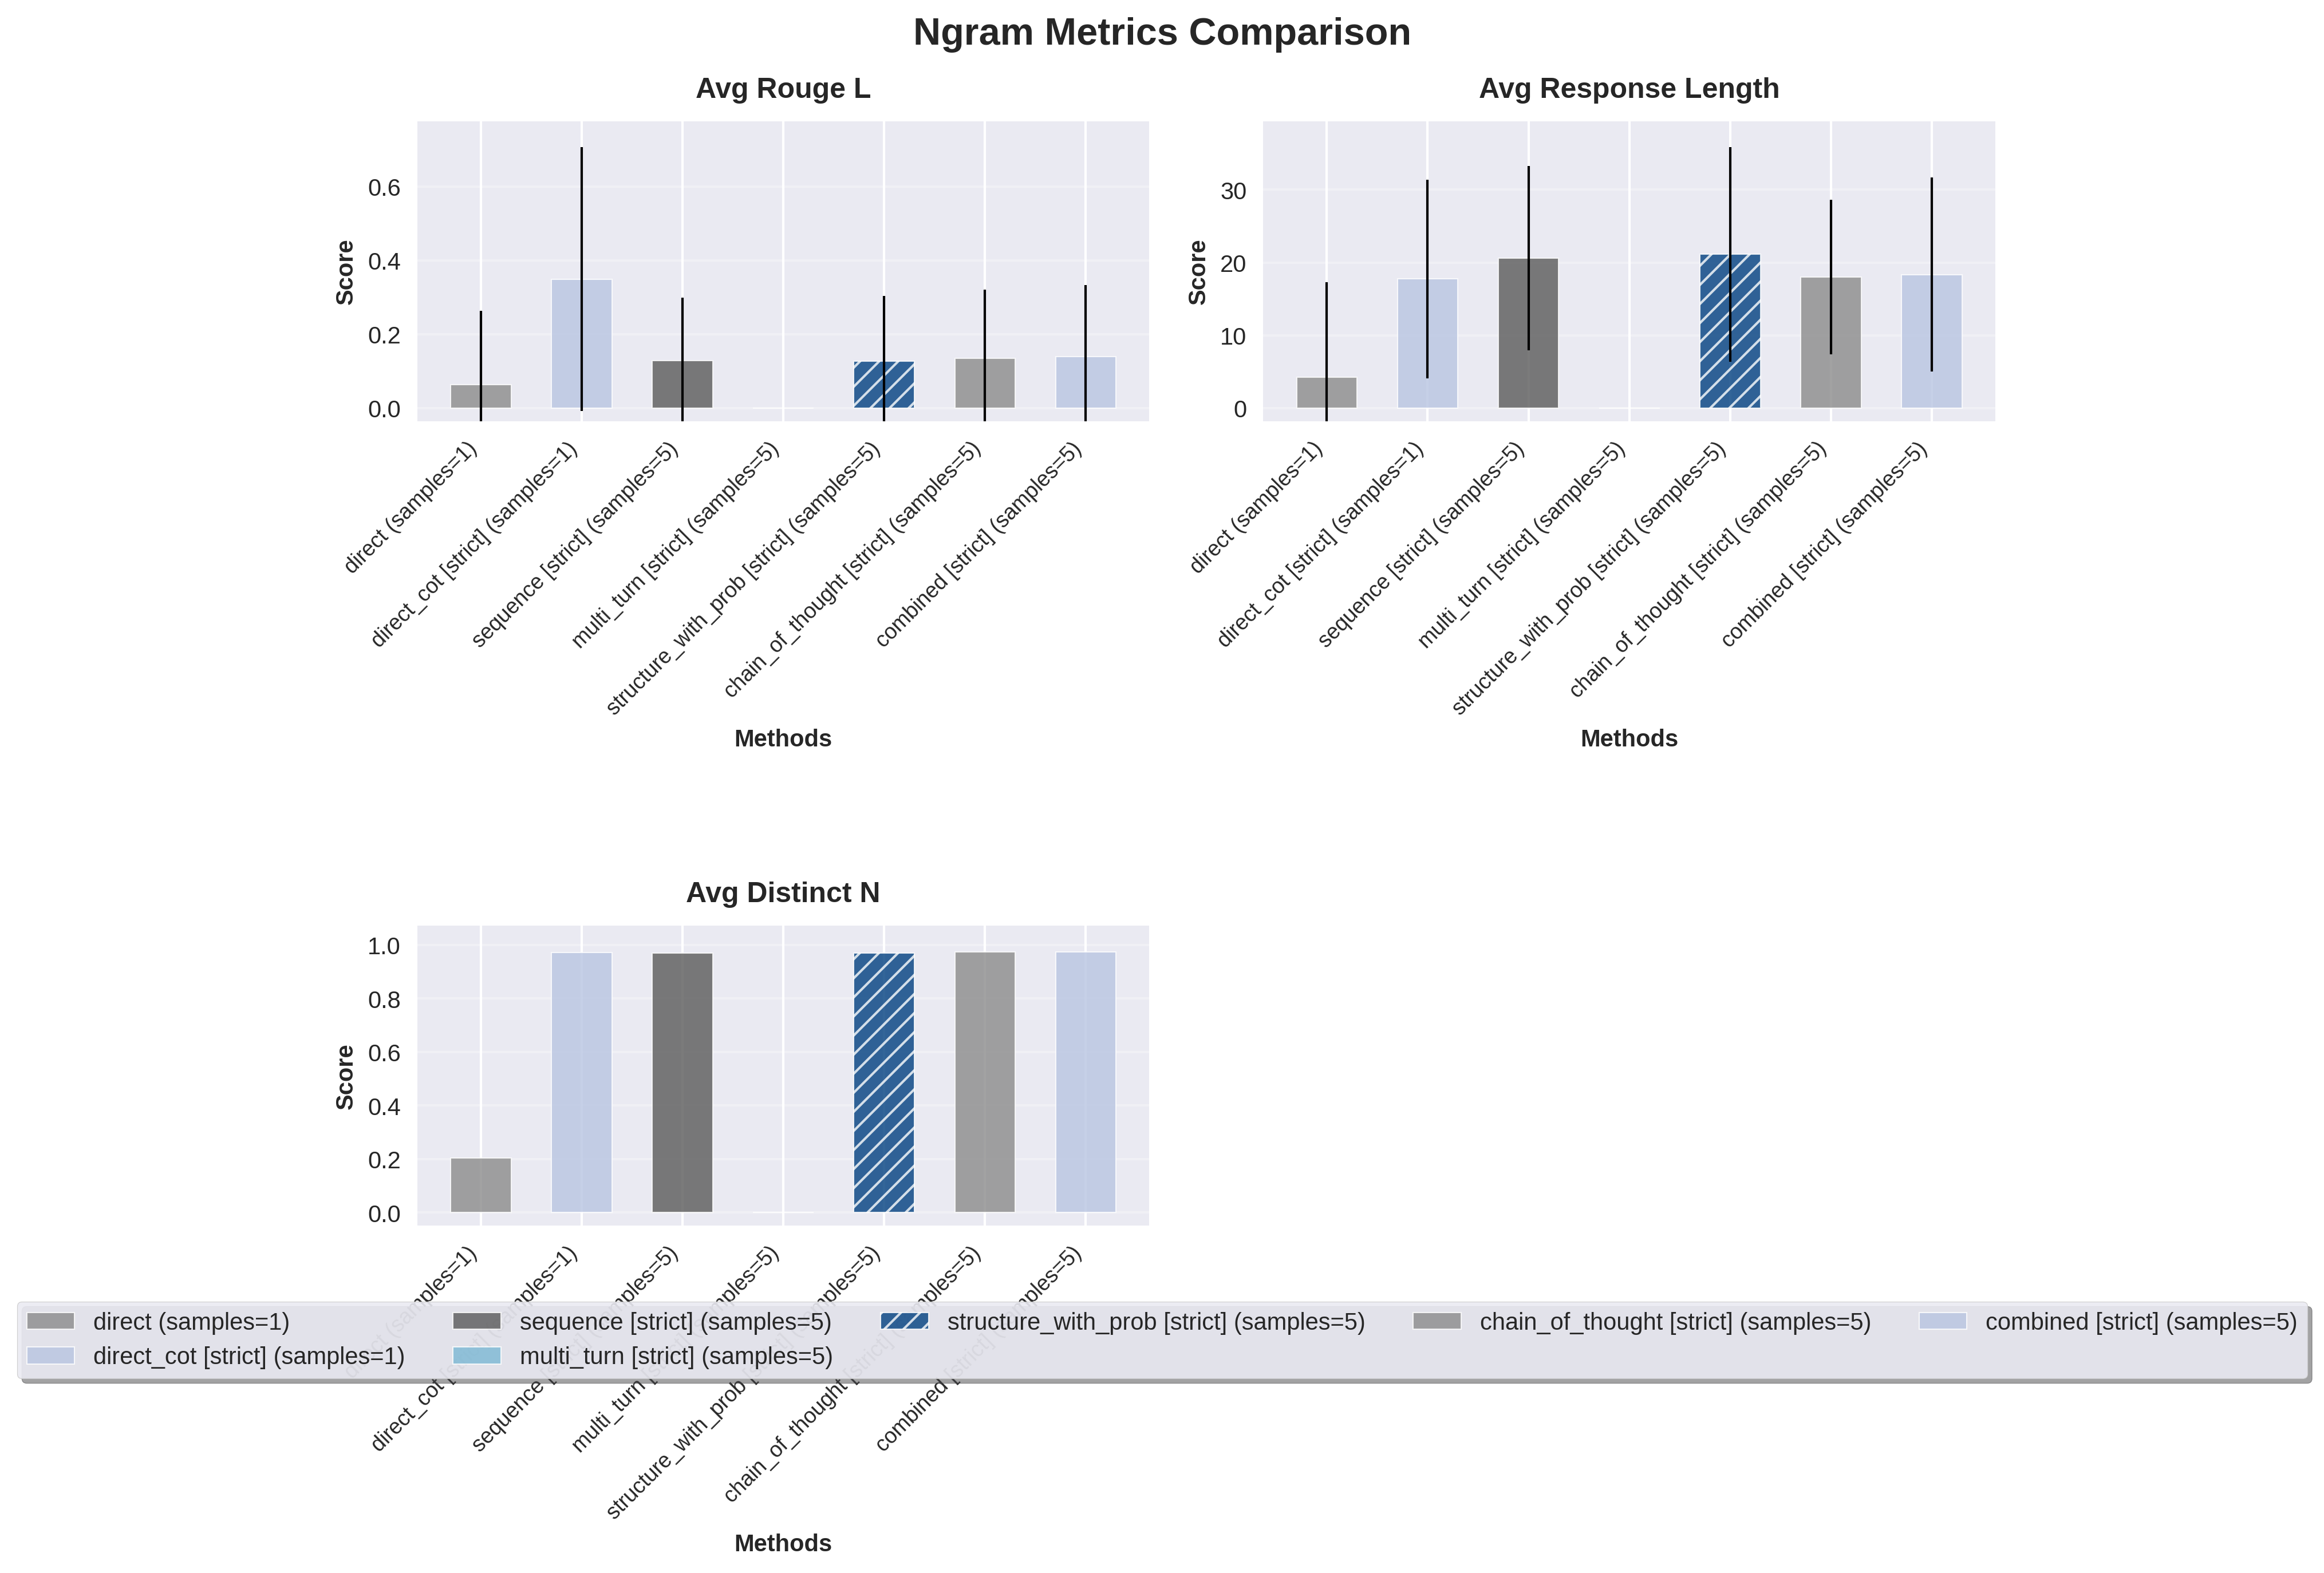 Ngram Metrics Comparison
Avg Rouge L
Score
0.6
0.4
0.2
0.0
direct (samples=1)
direct_cot [strict] (samples=1)
sequence [strict] (samples=5)
multi_turn [strict] (samples=5)
structure_with_prob [strict] (samples=5)
chain_of_thought [strict] (samples=5)
combined [strict] (samples=5)
Methods
Avg Response Length
Score
30
20
10
0
direct (samples=1)
direct_cot [strict] (samples=1)
sequence [strict] (samples=5)
multi_turn [strict] (samples=5)
structure_with_prob [strict] (samples=5)
chain_of_thought [strict] (samples=5)
combined [strict] (samples=5)
Methods
Avg Distinct N
Score
1.0
0.8
0.6
0.4
0.2
0.0
direct (samples=1)
direct_cot [strict] (samples=1)
sequence [strict] (samples=5)
multi_turn [strict] (samples=5)
structure_with_prob [strict] (samples=5)
chain_of_thought [strict] (samples=5)
combined [strict] (samples=5)
Methods
direct (samples=1)
direct_cot [strict] (samples=1)
sequence [strict] (samples=5)
multi_turn [strict] (samples=5)
structure_with_prob [strict] (samples=5)
chain_of_thought [strict] (samples=5)
combined [strict] (samples=5)